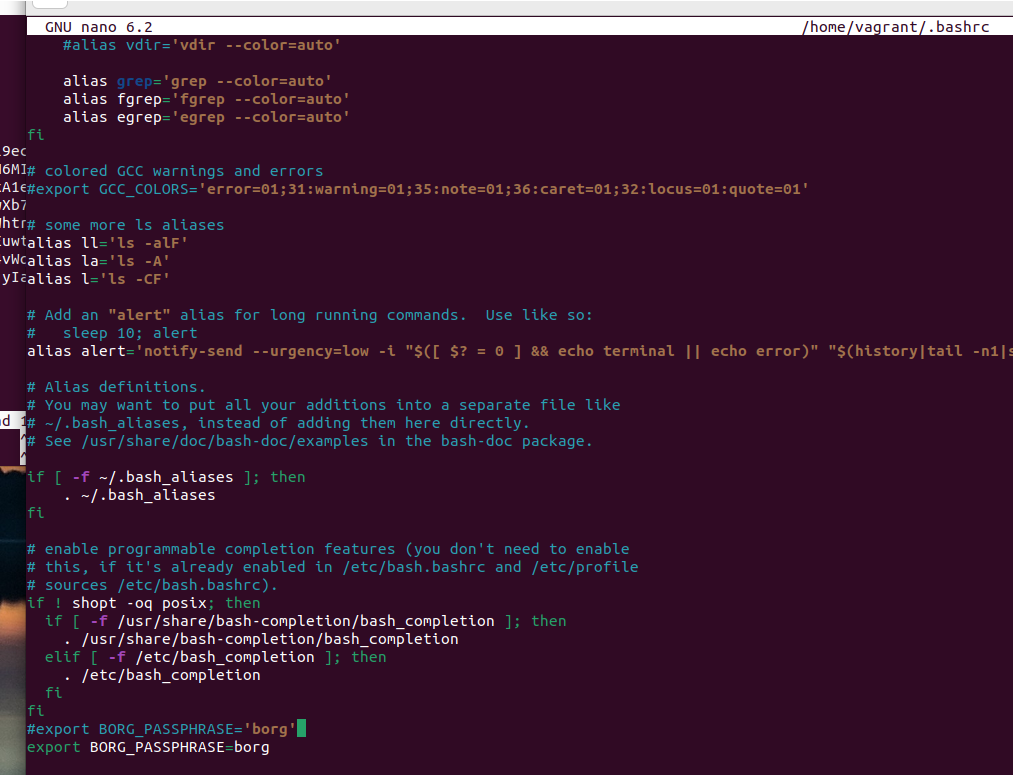 GNU nano 6.2 /home/vagrant/.bashrc
#alias vdir='vdir --color=auto'
alias grep='grep --color=auto'
alias fgrep='fgrep --color=auto'
alias egrep='egrep --color=auto'
fi
# colored GCC warnings and errors
#export GCC_COLORS='error=01;31:warning=01;35:note=01;36:caret=01;32:locus=01:quote=01'
# some more ls aliases
alias ll='ls -alF'
alias la='ls -A'
alias l='ls -CF'
# Add an "alert" alias for long running commands.  Use like so:
#   sleep 10; alert
alias alert='notify-send --urgency=low -i "$([ $? = 0 ] && echo terminal || echo error)" "$(history|tail -n1|s
# Alias definitions.
# You may want to put all your additions into a separate file like
# ~/.bash_aliases, instead of adding them here directly.
# See /usr/share/doc/bash-doc/examples in the bash-doc package.
if [ -f ~/.bash_aliases ]; then
. ~/.bash_aliases
fi
# enable programmable completion features (you don't need to enable
# this, if it's already enabled in /etc/bash.bashrc and /etc/profile
# sources /etc/bash.bashrc).
if ! shopt -oq posix; then
if [ -f /usr/share/bash-completion/bash_completion ]; then
. /usr/share/bash-completion/bash_completion
elif [ -f /etc/bash_completion ]; then
. /etc/bash_completion
fi
fi
#export BORG_PASSPHRASE='borg'
export BORG_PASSPHRASE=borg